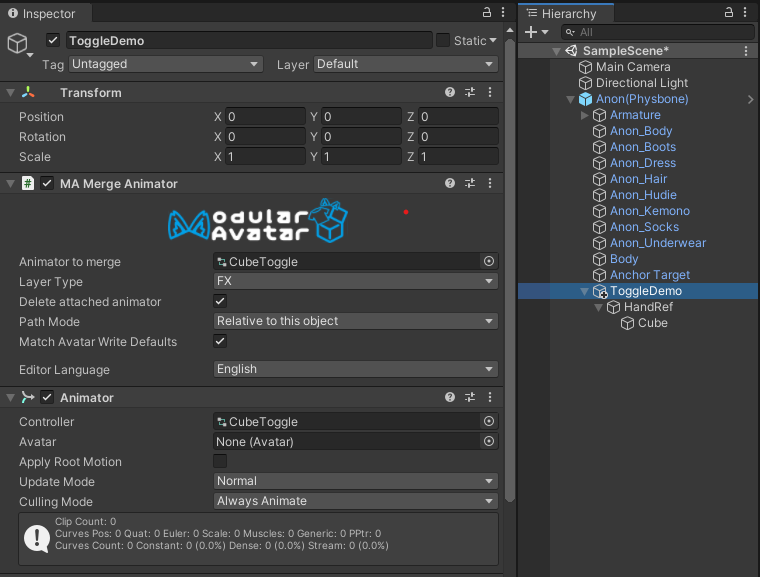 Inspector
ToggleDemo
Static
Tag Untagged Layer Default
Transform
Position X 0 Y 0 Z 0
Rotation X 0 Y 0 Z 0
Scale X 1 Y 1 Z 1
MA Merge Animator
Modular
Avatar
Animator to merge CubeToggle
Layer Type FX
Delete attached animator
Path Mode Relative to this object
Match Avatar Write Defaults
Editor Language English
Animator
Controller CubeToggle
Avatar None (Avatar)
Apply Root Motion
Update Mode Normal
Culling Mode Always Animate
Clip Count: 0
Curves Pos: 0 Quat: 0 Euler: 0 Scale: 0 Muscles: 0 Generic: 0 PPtr: 0
Curves Count: 0 Constant: 0 (0.0%) Dense: 0 (0.0%) Stream: 0 (0.0%)
Hierarchy
All
SampleScene*
Main Camera
Directional Light
Anon(Physbone)
Armature
Anon_Body
Anon_Boots
Anon_Dress
Anon_Hair
Anon_Hudie
Anon_Kemono
Anon_Socks
Anon_Underwear
Body
Anchor Target
ToggleDemo
HandRef
Cube